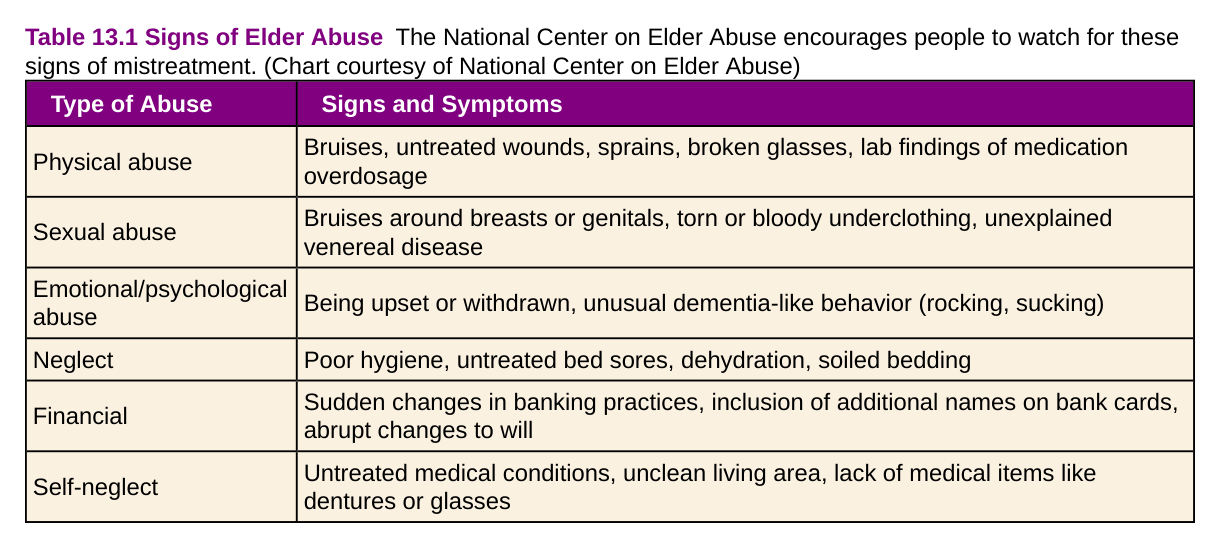 Table 13.1 Signs of Elder Abuse The National Center on Elder Abuse encourages people to watch for these
signs of mistreatment. (Chart courtesy of National Center on Elder Abuse)
Type of Abuse Signs and Symptoms
Physical abuse
Bruises, untreated wounds, sprains, broken glasses, lab findings of medication
overdosage
Sexual abuse
Bruises around breasts or genitals, torn or bloody underclothing, unexplained
venereal disease
Emotional/psychological
abuse
Being upset or withdrawn, unusual dementia-like behavior (rocking, sucking)
Neglect
Poor hygiene, untreated bed sores, dehydration, soiled bedding
Financial
Sudden changes in banking practices, inclusion of additional names on bank cards,
abrupt changes to will
Self-neglect
Untreated medical conditions, unclean living area, lack of medical items like
dentures or glasses